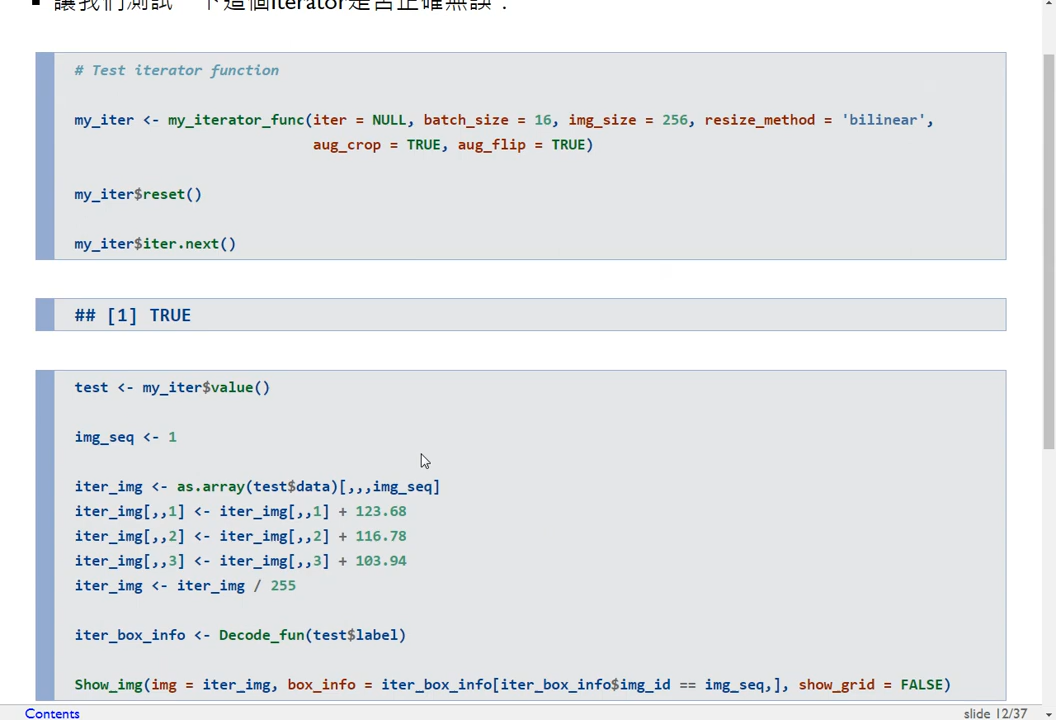 讓我們測試一下這個iterator是否正確無誤：
# Test iterator function
my_iter <- my_iterator_func(iter = NULL, batch_size = 16, img_size = 256, resize_method = 'bilinear',
aug_crop = TRUE, aug_flip = TRUE)
my_iter$reset()
my_iter$iter.next()
## [1] TRUE
test <- my_iter$value()
img_seq <- 1
iter_img <- as.array(test$data)[,,,img_seq]
iter_img[,,1] <- iter_img[,,1] + 123.68
iter_img[,,2] <- iter_img[,,2] + 116.78
iter_img[,,3] <- iter_img[,,3] + 103.94
iter_img <- iter_img / 255
iter_box_info <- Decode_fun(test$label)
Show_img(img = iter_img, box_info = iter_box_info[iter_box_info$img_id == img_seq,], show_grid = FALSE)
Contents
slide 12/37